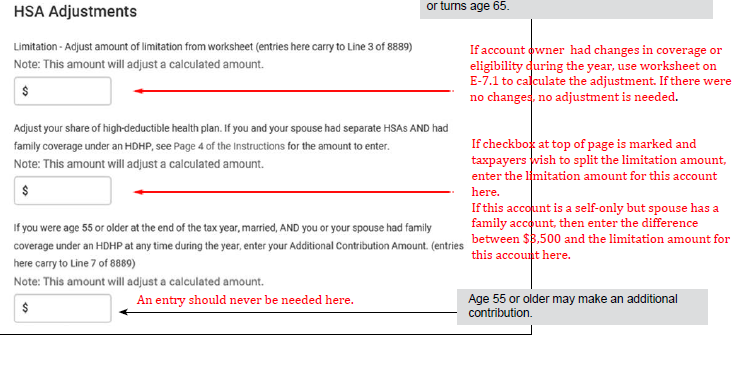 or turns age 65.
HSA Adjustments
Limitation - Adjust amount of limitation from worksheet (entries here carry to Line 3 of 8889)
Note: This amount will adjust a calculated amount.
$
If account owner had changes in coverage or
eligibility during the year, use worksheet on
E-7.1 to calculate the adjustment. If there were
no changes, no adjustment is needed.
Adjust your share of high-deductible health plan. If you and your spouse had separate HSAs AND had
family coverage under an HDHP, see Page 4 of the Instructions for the amount to enter.
Note: This amount will adjust a calculated amount.
$
If checkbox at top of page is marked and
taxpayers wish to split the limitation amount,
enter the limitation amount for this account
here.
If this account is a self-only but spouse has a
family account, then enter the difference
between $3,500 and the limitation amount for
this account here.
If you were age 55 or older at the end of the tax year, married, AND you or your spouse had family
coverage under an HDHP at any time during the year, enter your Additional Contribution Amount. (entries
here carry to Line 7 of 8889)
Note: This amount will adjust a calculated amount.
$
An entry should never be needed here.
Age 55 or older may make an additional
contribution.